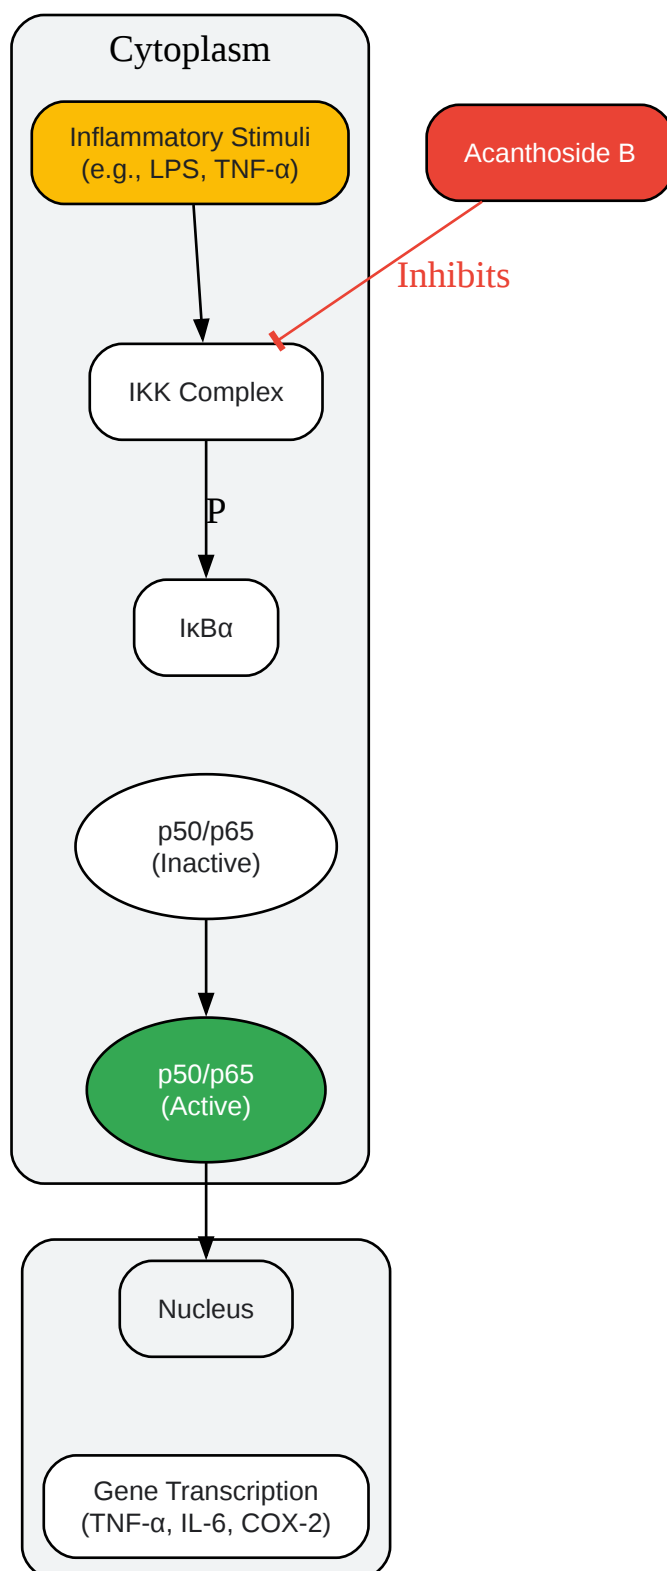 Cytoplasm
Inflammatory Stimuli
(e.g., LPS, TNF-α)
Acanthoside B
Inhibits
IKK Complex
P
IκBα
p50/p65
(Inactive)
p50/p65
(Active)
Nucleus
Gene Transcription
(TNF-α, IL-6, COX-2)